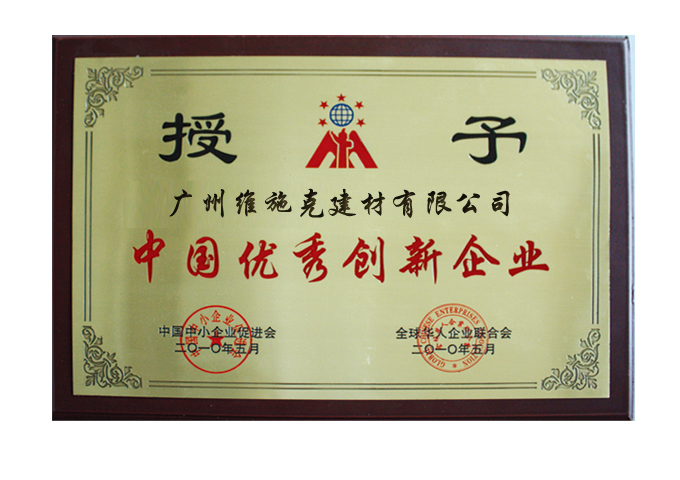 授 予
广州维施克建材有限公司
中国优秀创新企业
中国中小企业促进会
二〇一〇年五月
全球华人企业联合会
二〇一〇年五月